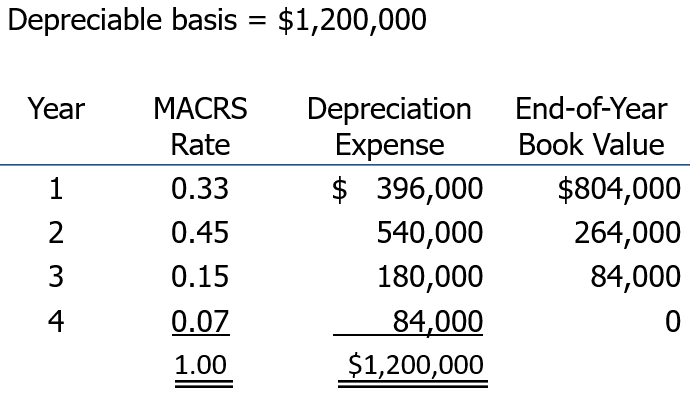 Depreciable basis = $1,200,000
Year MACRS Depreciation End-of-Year
Rate Expense Book Value
1 0.33 $ 396,000 $804,000
2 0.45 540,000 264,000
3 0.15 180,000 84,000
4 0.07 84,000 0
1.00 $1,200,000